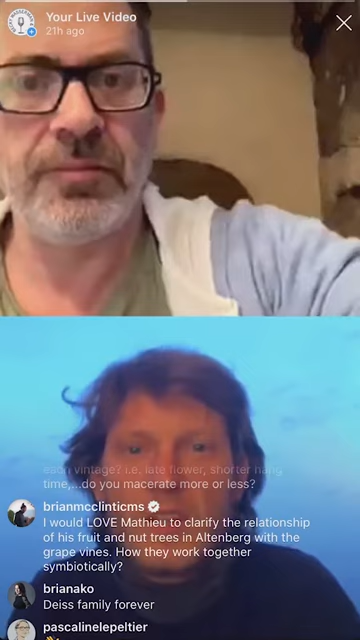 Your Live Video
21h ago
each vintage? i.e. late flower, shorter hang
time,...do you macerate more or less?
brianmcclinticms
I would LOVE Mathieu to clarify the relationship
of his fruit and nut trees in Altenberg with the
grape vines. How they work together
symbiotically?
brianako
Deiss family forever
pascalinelepeltier